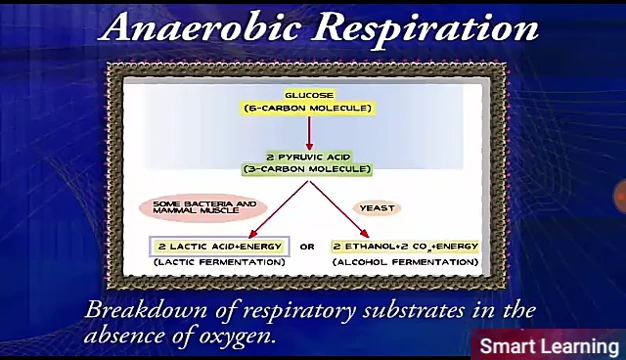 Anaerobic Respiration
GLUCOSE
(6-CARBON MOLECULE)
2 PYRUVIC ACID
(3-CARBON MOLECULE)
SOME BACTERIA AND
MAMMAL MUSCLE
YEAST
2 LACTIC ACID+ENERGY
OR
2 ETHANOL+2 CO₂+ENERGY
(LACTIC FERMENTATION)
(ALCOHOL FERMENTATION)
Breakdown of respiratory substrates in the
absence of oxygen.
Smart Learning